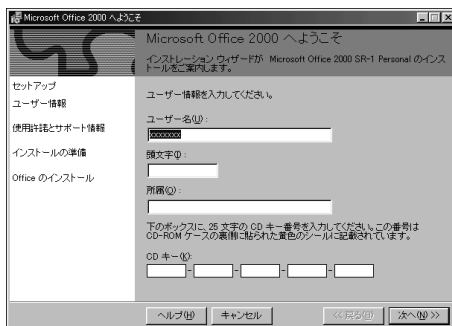 Microsoft Office 2000 へようこそ
Microsoft Office 2000 へようこそ
インストレーション ウィザードが Microsoft Office 2000 SR-1 Personal のインス
トールをご案内します。
セットアップ
ユーザー情報
使用許諾とサポート情報
インストールの準備
Office のインストール
ユーザー情報を入力してください。
ユーザー名(U):
xxxxxxx
頭文字(I):
所属(O):
下のボックスに、25 文字の CD キー番号を入力してください。この番号は
CD-ROM ケースの裏側に貼られた黄色のシールに記載されています。
CD キー(K):
- - - -
ヘルプ(H) キャンセル <<戻る(B) 次へ(N) >>